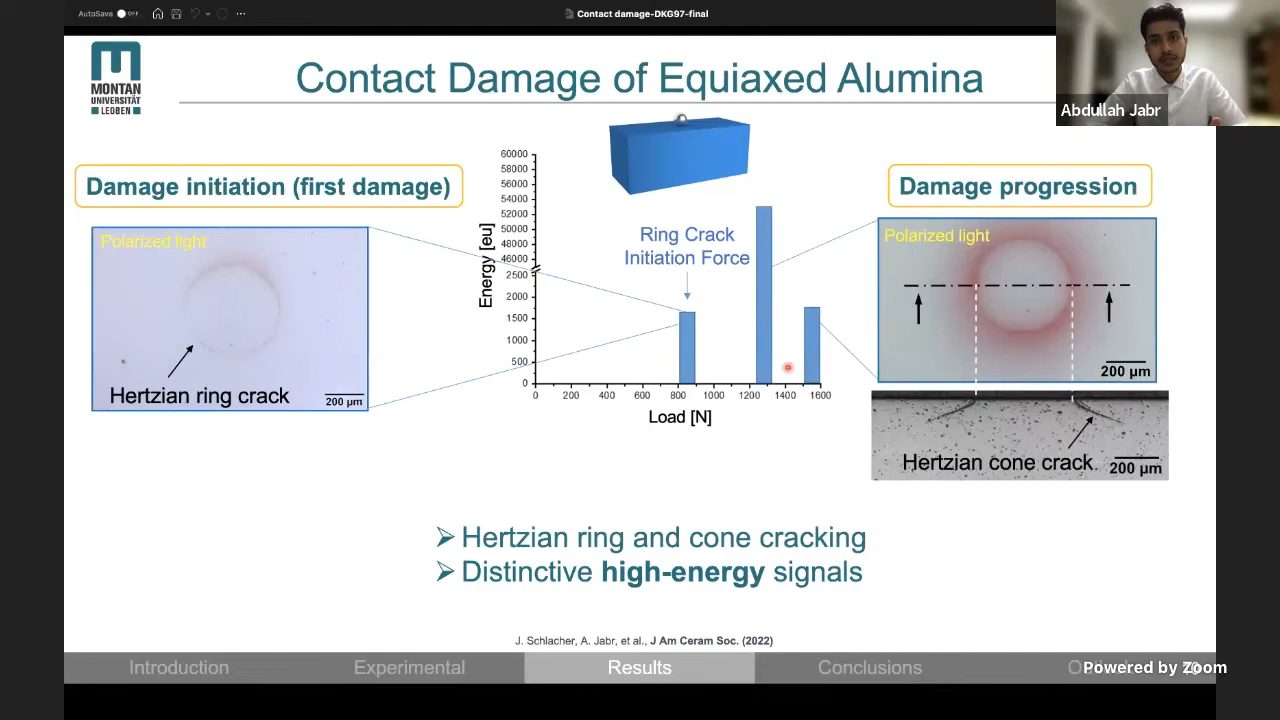 AutoSave
OFF
Contact damage-DKG97-final
MONTAN
UNIVERSITÄT
LEOBEN
Contact Damage of Equiaxed Alumina
Abdullah Jabr
Damage initiation (first damage)
Polarized light
Hertzian ring crack
200 µm
Energy [eu]
60000
58000
56000
54000
52000
50000
48000
46000
2500
2000
1500
1000
500
0
Ring Crack
Initiation Force
0 200 400 600 800 1000 1200 1400 1600
Load [N]
Damage progression
Polarized light
200 µm
Hertzian cone crack
200 µm
➢ Hertzian ring and cone cracking
➢ Distinctive high-energy signals
J. Schlacher, A. Jabr, et al., J Am Ceram Soc. (2022)
Introduction Experimental Results Conclusions
Powered by Zoom